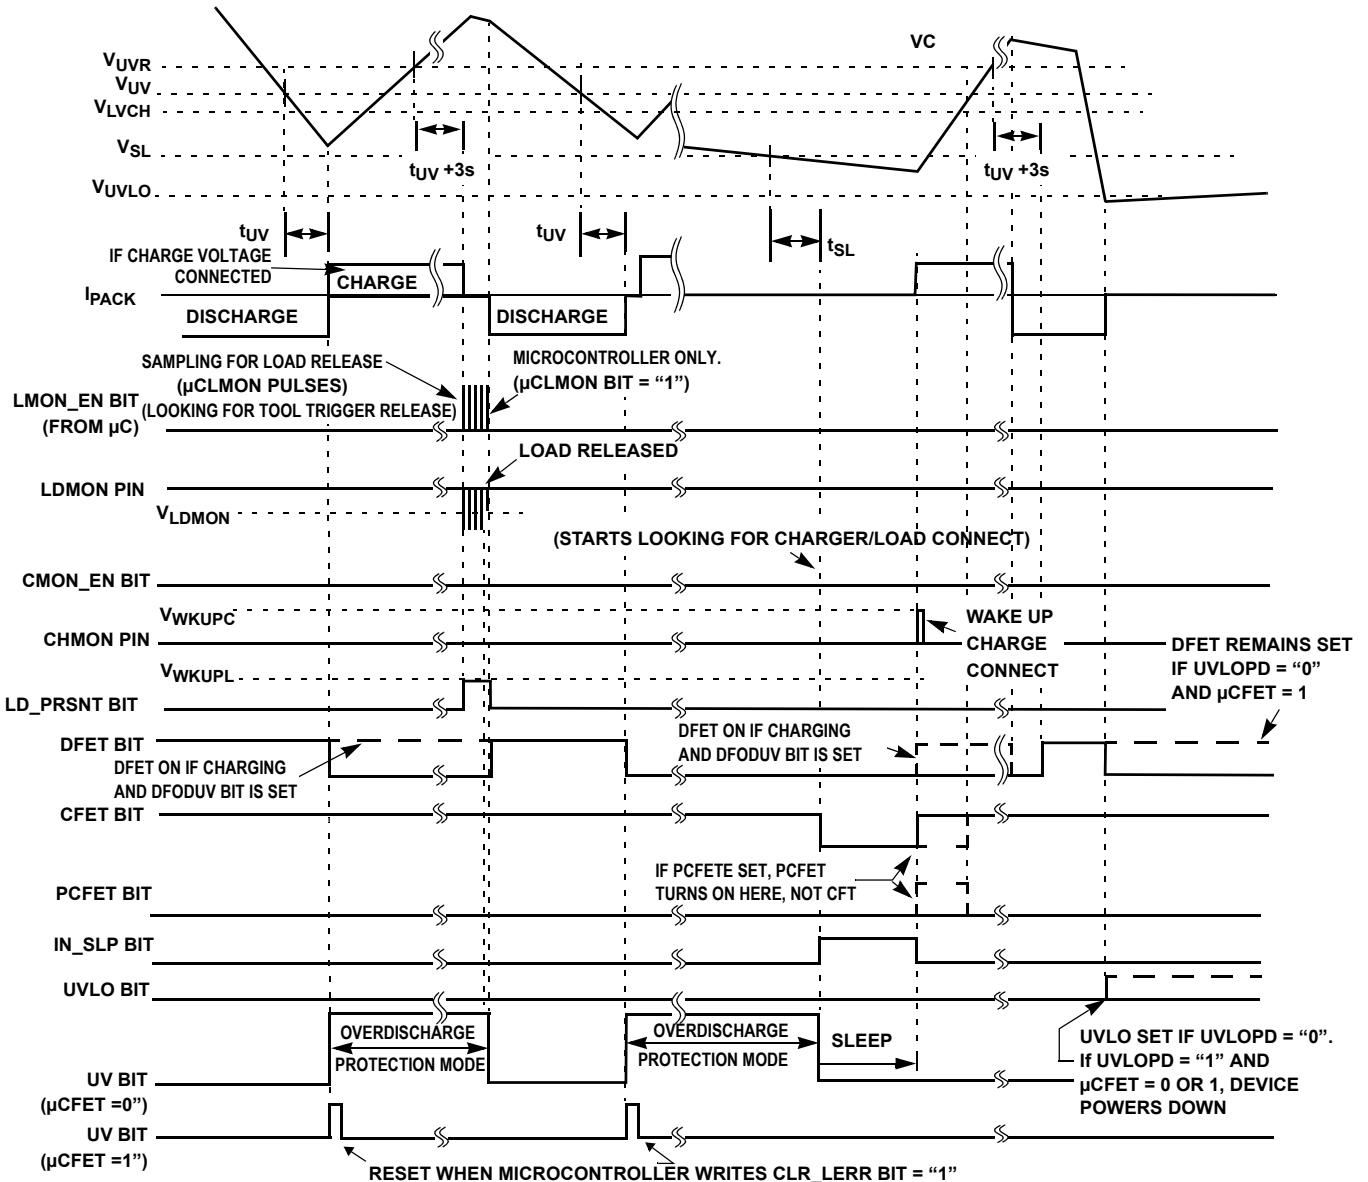 VC
VUVR
VUV
VLVCH
VSL
VUVLO
tUV +3s
tUV +3s
tUV
tUV
tSL
IF CHARGE VOLTAGE
CONNECTED
CHARGE
IPACK
DISCHARGE
DISCHARGE
SAMPLING FOR LOAD RELEASE
(µCLMON PULSES)
(LOOKING FOR TOOL TRIGGER RELEASE)
MICROCONTROLLER ONLY.
(µCLMON BIT = “1”)
LMON_EN BIT
(FROM µC)
LOAD RELEASED
LDMON PIN
VLDMON
(STARTS LOOKING FOR CHARGER/LOAD CONNECT)
CMON_EN BIT
VWKUPC
CHMON PIN
WAKE UP
CHARGE
CONNECT
VWKUPL
LD_PRSNT BIT
DFET REMAINS SET
IF UVLOPD = “0”
AND µCFET = 1
DFET BIT
DFET ON IF CHARGING
AND DFODUV BIT IS SET
DFET ON IF CHARGING
AND DFODUV BIT IS SET
CFET BIT
IF PCFETE SET, PCFET
TURNS ON HERE, NOT CFT
PCFET BIT
IN_SLP BIT
UVLO BIT
OVERDISCHARGE
PROTECTION MODE
OVERDISCHARGE
PROTECTION MODE
SLEEP
UVLO SET IF UVLOPD = “0”.
If UVLOPD = “1” AND
µCFET = 0 OR 1, DEVICE
POWERS DOWN
UV BIT
(µCFET =0”)
UV BIT
(µCFET =1”)
RESET WHEN MICROCONTROLLER WRITES CLR_LERR BIT = “1”